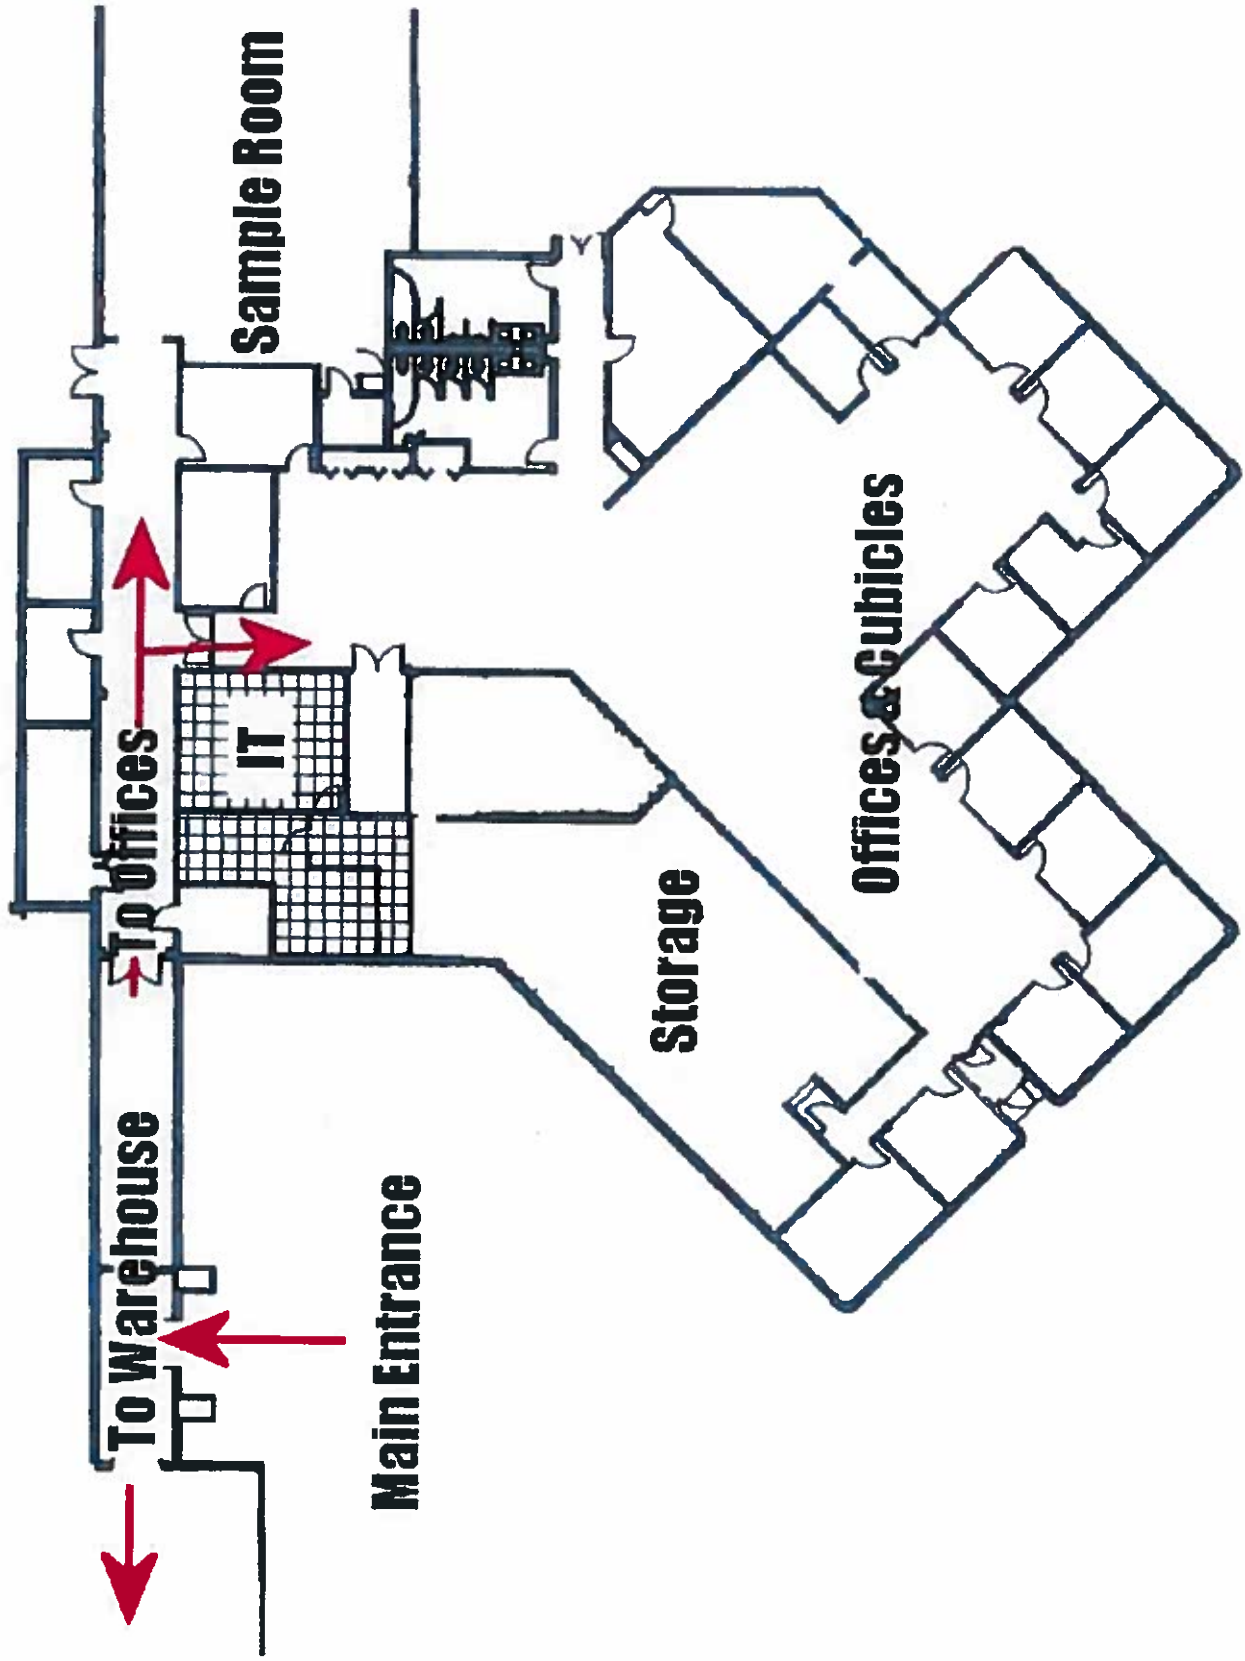 To Warehouse
To Offices
IT
Sample Room
Main Entrance
Storage
Offices & Cubicles